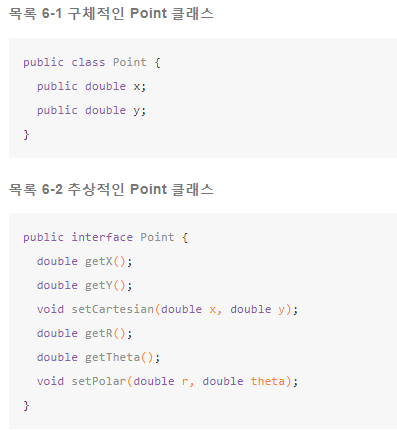 목록 6-1 구체적인 Point 클래스
public class Point {
public double x;
public double y;
}
목록 6-2 추상적인 Point 클래스
public interface Point {
double getX();
double getY();
void setCartesian(double x, double y);
double getR();
double getTheta();
void setPolar(double r, double theta);
}